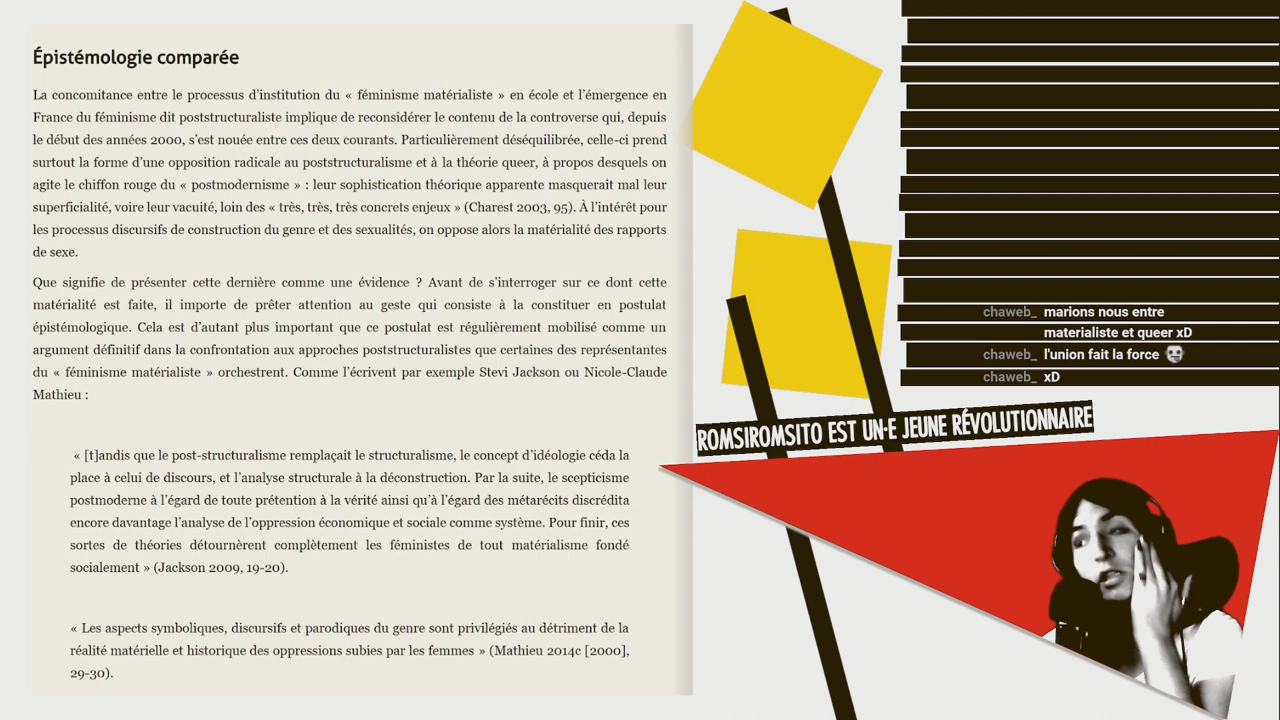 Épistémologie comparée
La concomitance entre le processus d’institution du « féminisme matérialiste » en école et l’émergence en
France du féminisme dit poststructuraliste implique de reconsidérer le contenu de la controverse qui, depuis
le début des années 2000, s’est nouée entre ces deux courants. Particulièrement déséquilibrée, celle-ci prend
surtout la forme d’une opposition radicale au poststructuralisme et à la théorie queer, à propos desquels on
agite le chiffon rouge du « postmodernisme » : leur sophistication théorique apparente masquerait mal leur
superficialité, voire leur vacuité, loin des « très, très, très concrets enjeux » (Charest 2003, 95). À l’intérêt pour
les processus discursifs de construction du genre et des sexualités, on oppose alors la matérialité des rapports
de sexe.
Que signifie de présenter cette dernière comme une évidence ? Avant de s’interroger sur ce dont cette
matérialité est faite, il importe de prêter attention au geste qui consiste à la constituer en postulat
épistémologique. Cela est d’autant plus important que ce postulat est régulièrement mobilisé comme un
argument définitif dans la confrontation aux approches poststructuralistes que certaines des représentantes
du « féminisme matérialiste » orchestrent. Comme l’écrivent par exemple Stevi Jackson ou Nicole-Claude
Mathieu :
« [t]andis que le post-structuralisme remplaçait le structuralisme, le concept d’idéologie céda la
place à celui de discours, et l’analyse structurale à la déconstruction. Par la suite, le scepticisme
postmoderne à l’égard de toute prétention à la vérité ainsi qu’à l’égard des métarécits discrédita
encore davantage l’analyse de l’oppression économique et sociale comme système. Pour finir, ces
sortes de théories détournèrent complètement les féministes de tout matérialisme fondé
socialement » (Jackson 2009, 19-20).
« Les aspects symboliques, discursifs et parodiques du genre sont privilégiés au détriment de la
réalité matérielle et historique des oppressions subies par les femmes » (Mathieu 2014c [2000],
29-30).
chaweb_ marions nous entre
materialiste et queer xD
chaweb_ l'union fait la force
chaweb_ xD
ROMSIROMSITO EST UN·E JEUNE RÉVOLUTIONNAIRE